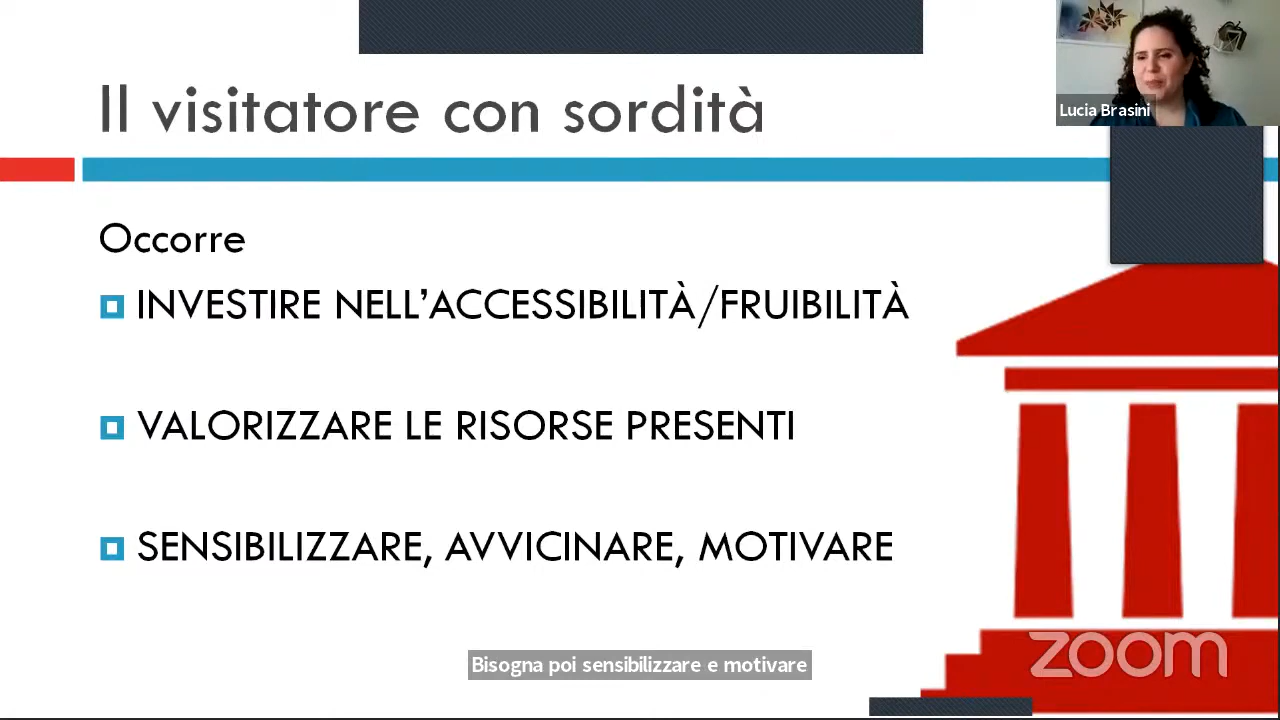 Il visitatore con sordità
Lucia Brasini
Occorre
INVESTIRE NELL’ACCESSIBILITÀ/FRUIBILITÀ
VALORIZZARE LE RISORSE PRESENTI
SENSIBILIZZARE, AVVICINARE, MOTIVARE
Bisogna poi sensibilizzare e motivare
zoom